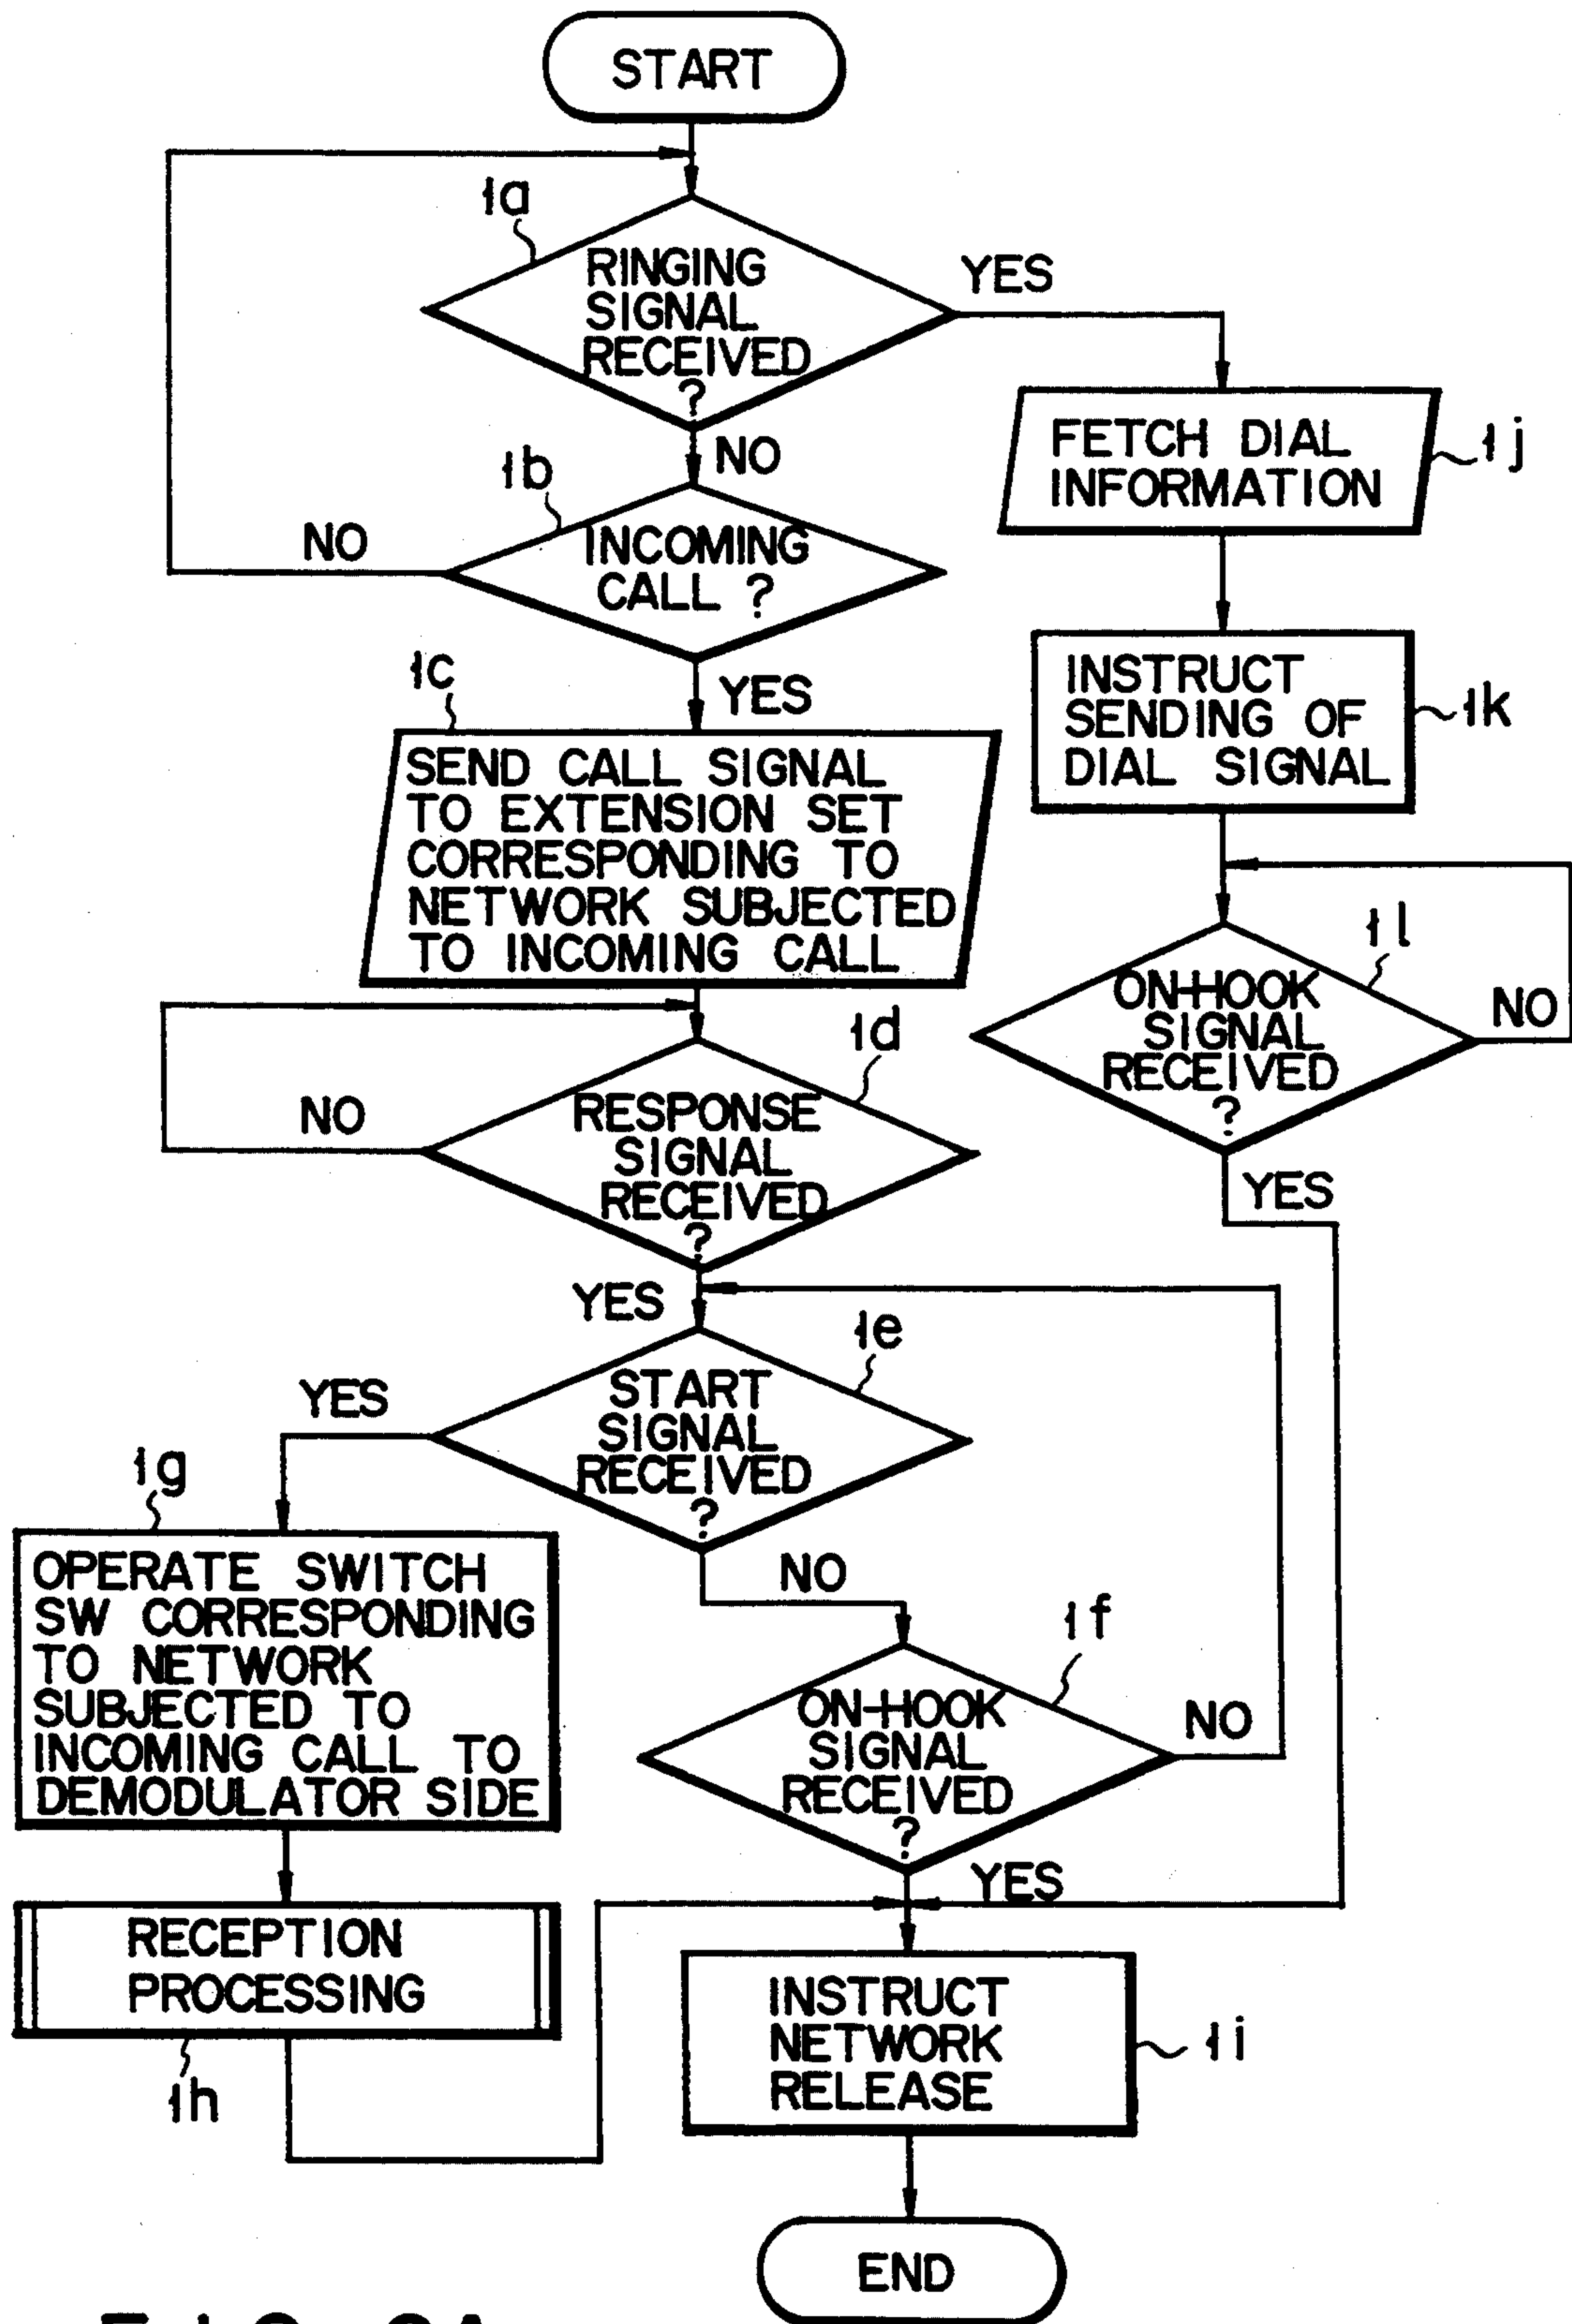 START
1a
RINGING
SIGNAL
RECEIVED
?
YES
NO
FETCH DIAL
INFORMATION
1j
1b
INCOMING
CALL ?
NO
YES
INSTRUCT
SENDING OF
DIAL SIGNAL
1k
1c
SEND CALL SIGNAL
TO EXTENSION SET
CORRESPONDING TO
NETWORK SUBJECTED
TO INCOMING CALL
1l
ON-HOOK
SIGNAL
RECEIVED
?
NO
YES
1d
RESPONSE
SIGNAL
RECEIVED
?
NO
YES
1e
START
SIGNAL
RECEIVED
?
YES
NO
1g
OPERATE SWITCH
SW CORRESPONDING
TO NETWORK
SUBJECTED TO
INCOMING CALL TO
DEMODULATOR SIDE
1f
ON-HOOK
SIGNAL
RECEIVED
?
NO
YES
RECEPTION
PROCESSING
1h
INSTRUCT
NETWORK
RELEASE
1i
END